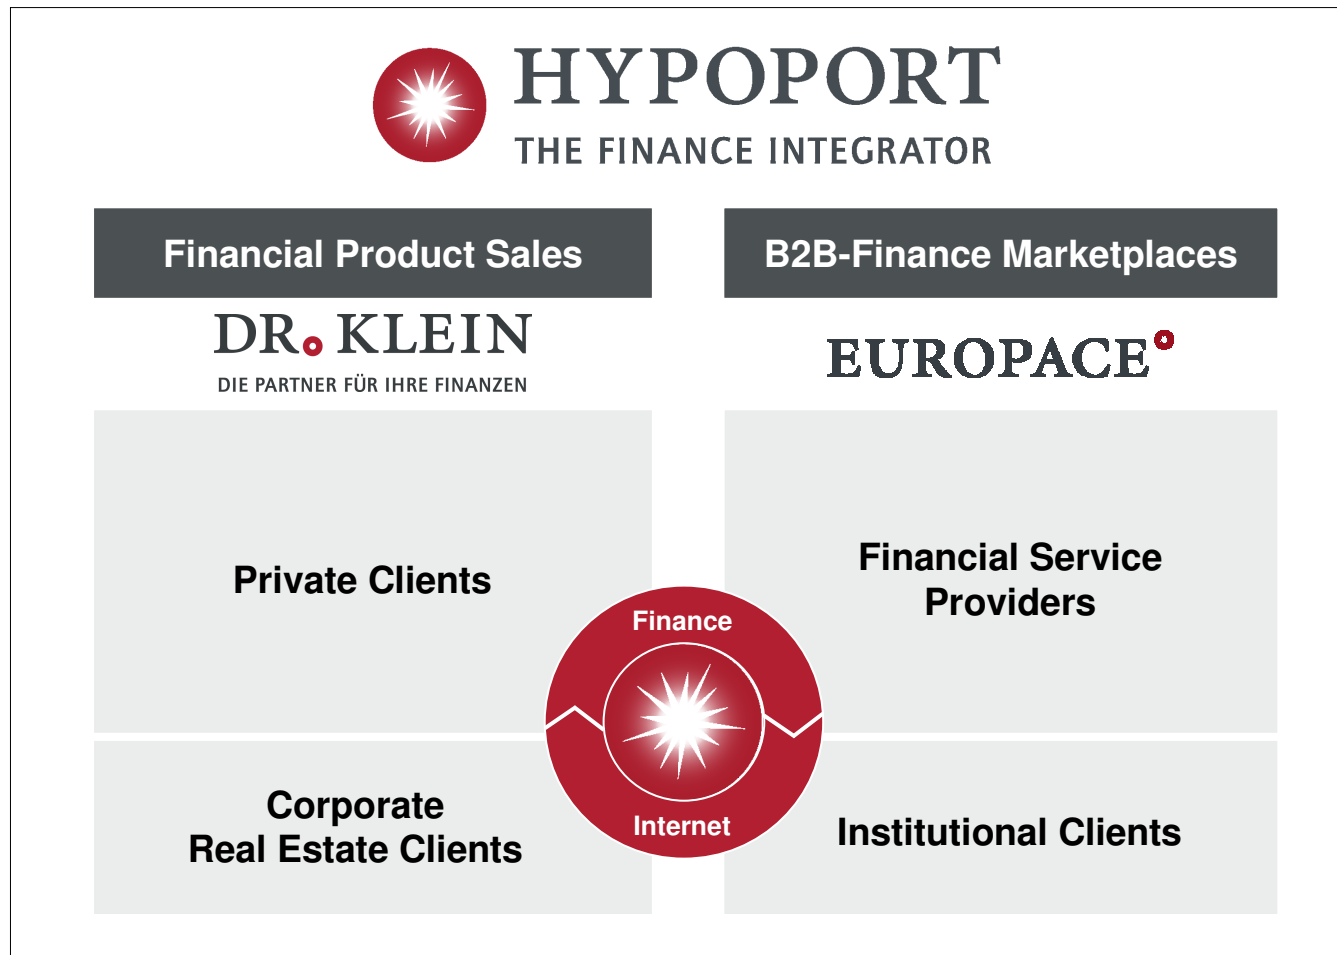 HYPOPORT
THE FINANCE INTEGRATOR
Financial Product Sales
DR. KLEIN
DIE PARTNER FÜR IHRE FINANZEN
Private Clients
Corporate
Real Estate Clients
B2B-Finance Marketplaces
EUROPACE
Financial Service
Providers
Institutional Clients
Finance
Internet